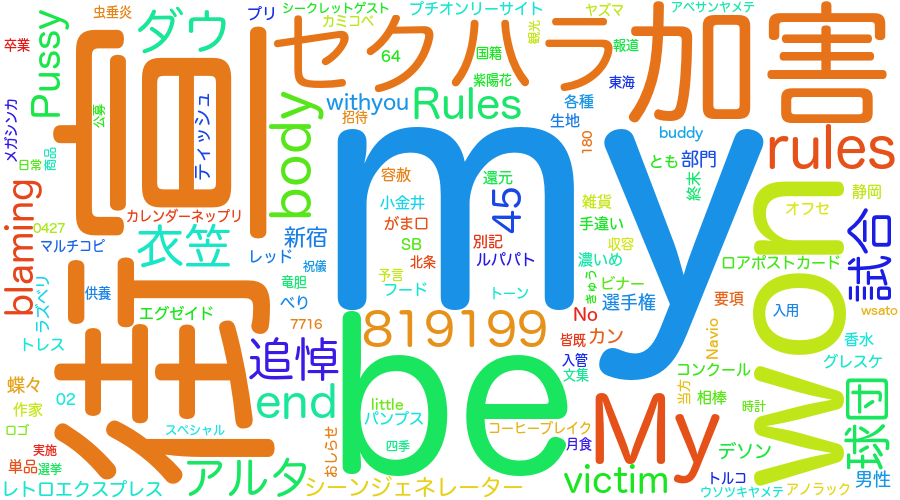 虫垂炎
プリ
シークレットゲスト
カミコベ
プチオンリーサイト
ヤズマ
アベサンヤメテ
卒業
Pussy
ダウ
セクハラ
加害
64
国籍
観光
報道
紫陽花
東海
メガシンカ
公募
街宣
ティッシュ
body
withyou
招待
Rules
各種
生地
180
buddy
rules
日常
商品
my
とも
部門
終末
容赦
還元
blaming
カレンダーネップリ
小金井
45
雑貨
静岡
オフセ
0427
マルチコピ
衣笠
新宿
がま口
手違い
won
SB
別記
収容
試合
レッド
祝儀
北条
ルパパト
濃いめ
ロアポストカード
トラズベリ
供養
竜胆
予言
フード
トーン
きゅう
ビナー
べり
選手権
要項
入用
wsato
エグゼイド
7716
819199
No
Navio
トレス
追悼
be
皆既
カン
香水
入管
グレスケ
蝶々
文集
コンクール
02
end
little
My
当方
相棒
時計
作家
パンプス
球団
ロゴ
スペシャル
コーヒーブレイク
実施
おしらせ
四季
月食
デソン
単品
選挙
アルタ
victim
トルコ
男性
レトロエクスプレス
シーンジェネレーター
ウソツキヤメテ
アノラック